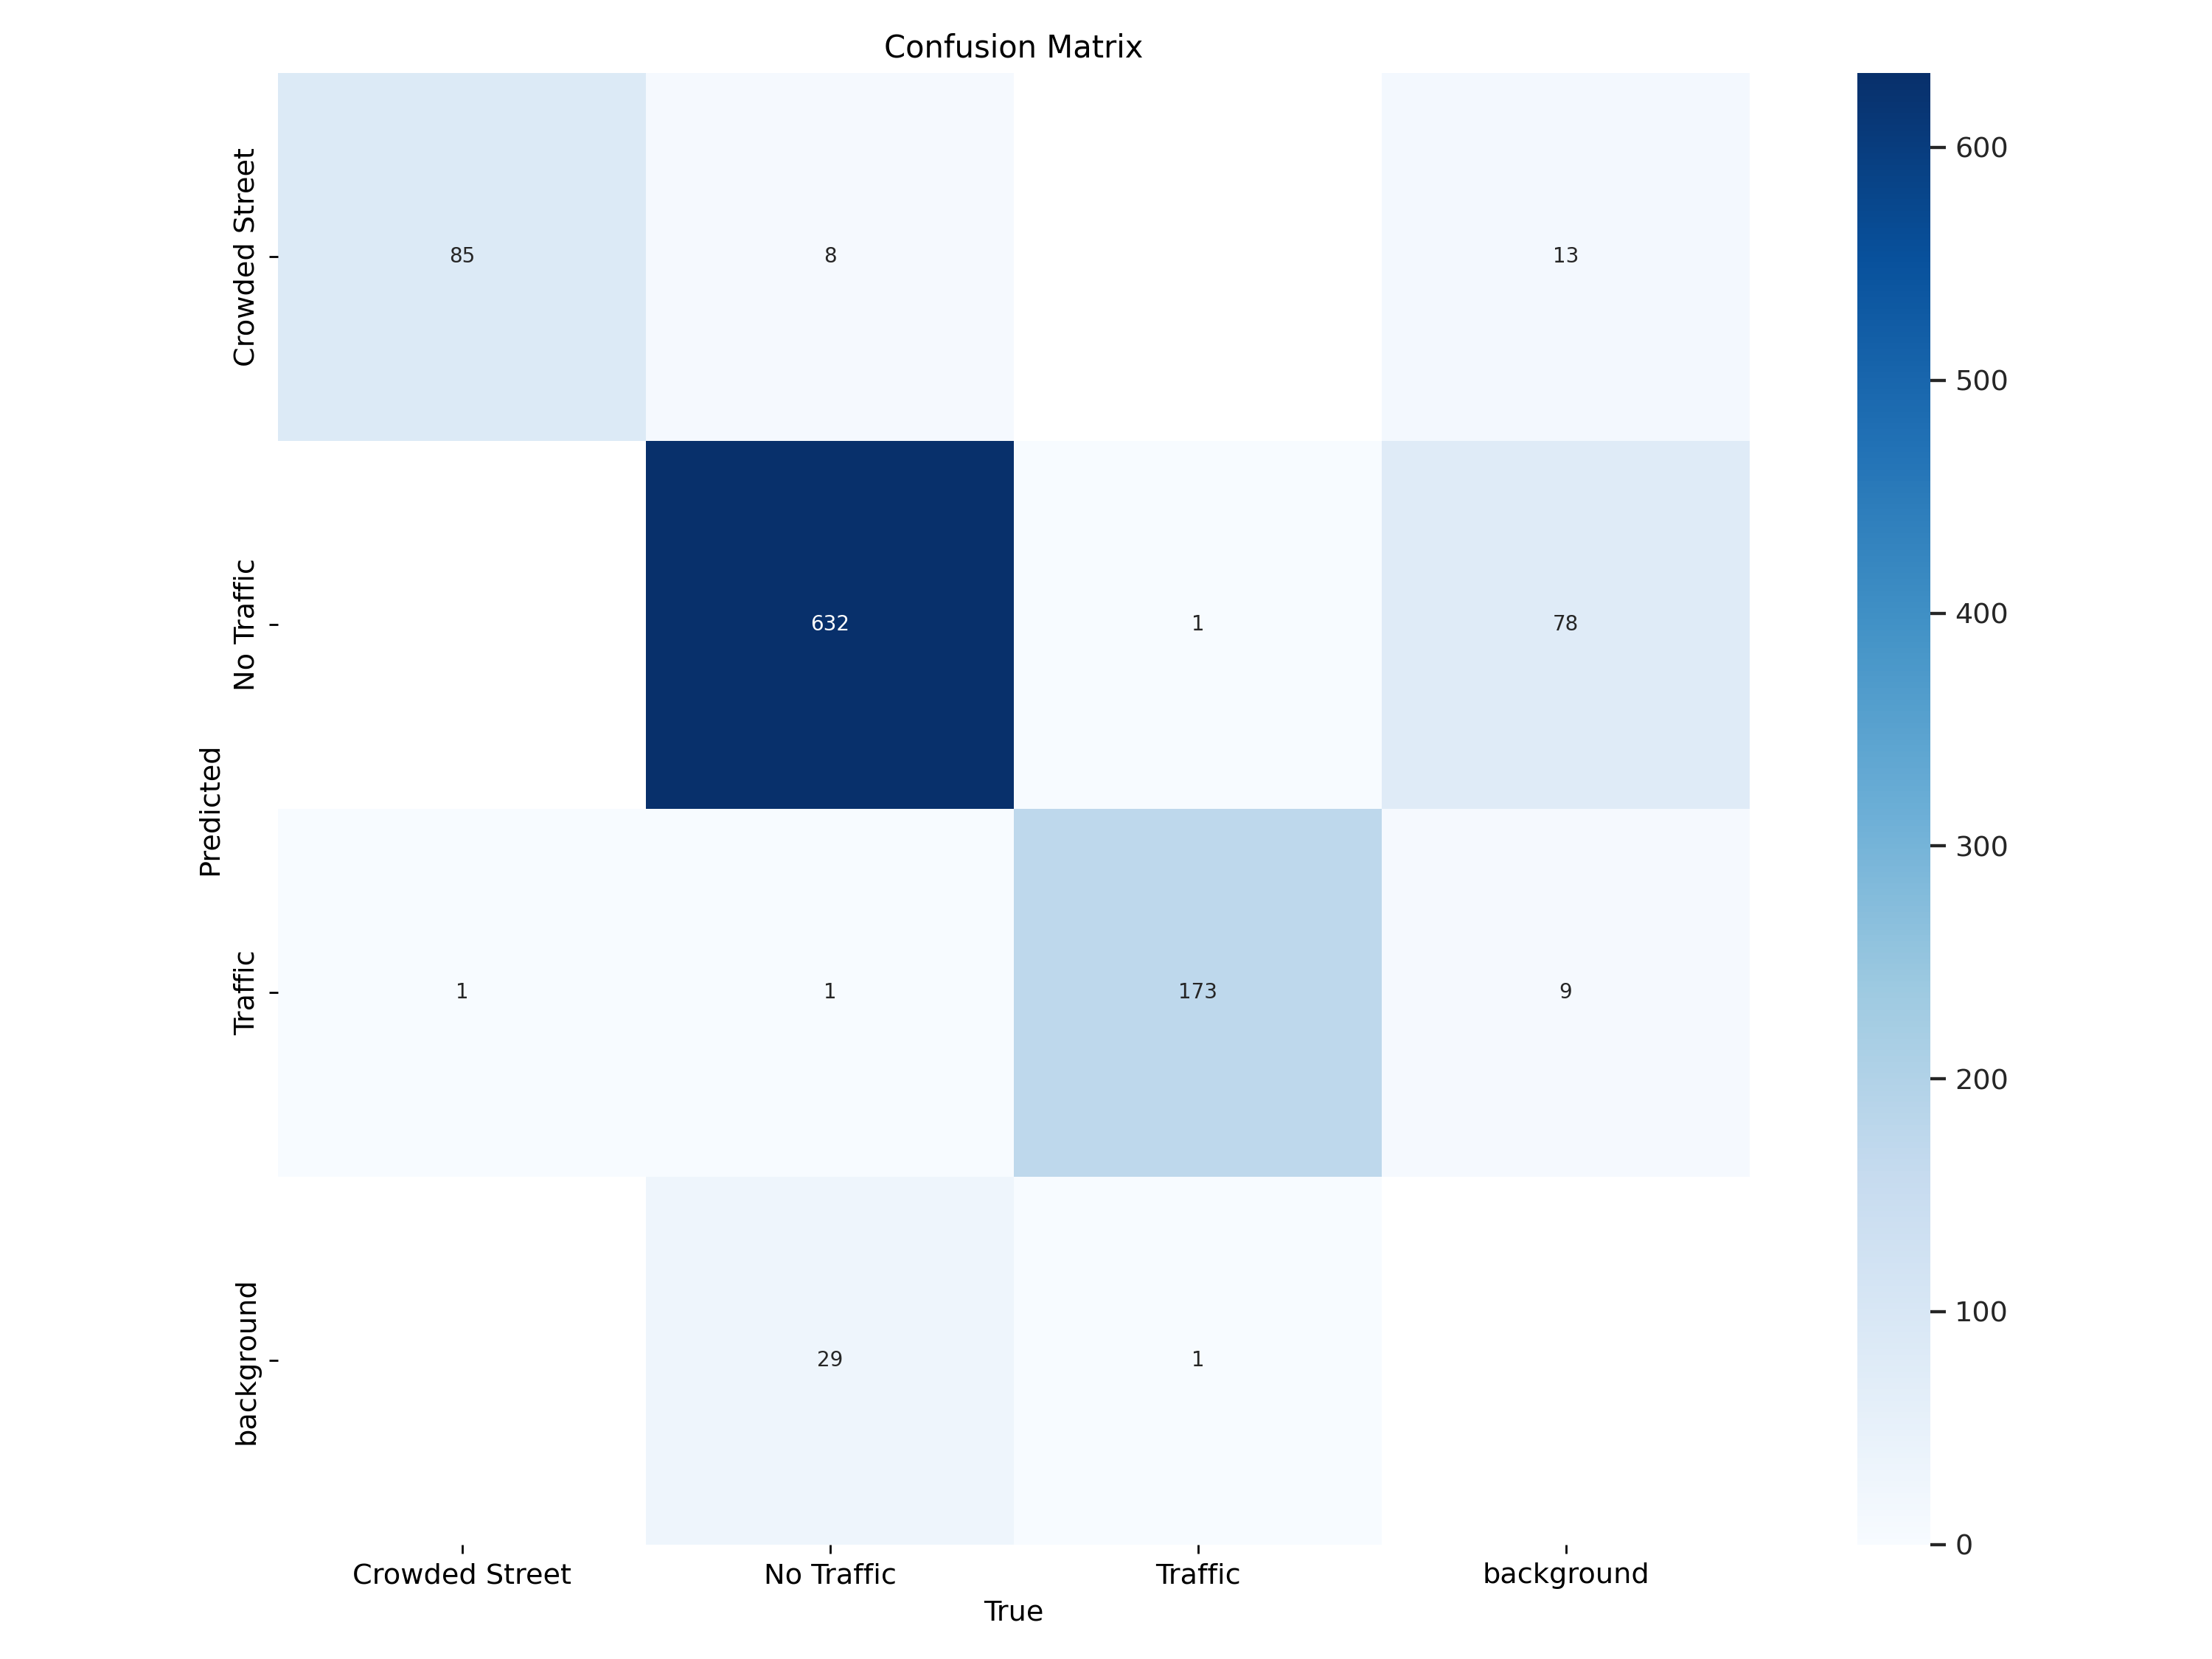 Confusion Matrix
Crowded Street
85
8
13
600
500
No Traffic
632
1
78
400
300
Predicted
Traffic
1
1
173
9
200
100
background
29
1
0
Crowded Street
No Traffic
Traffic
background
True